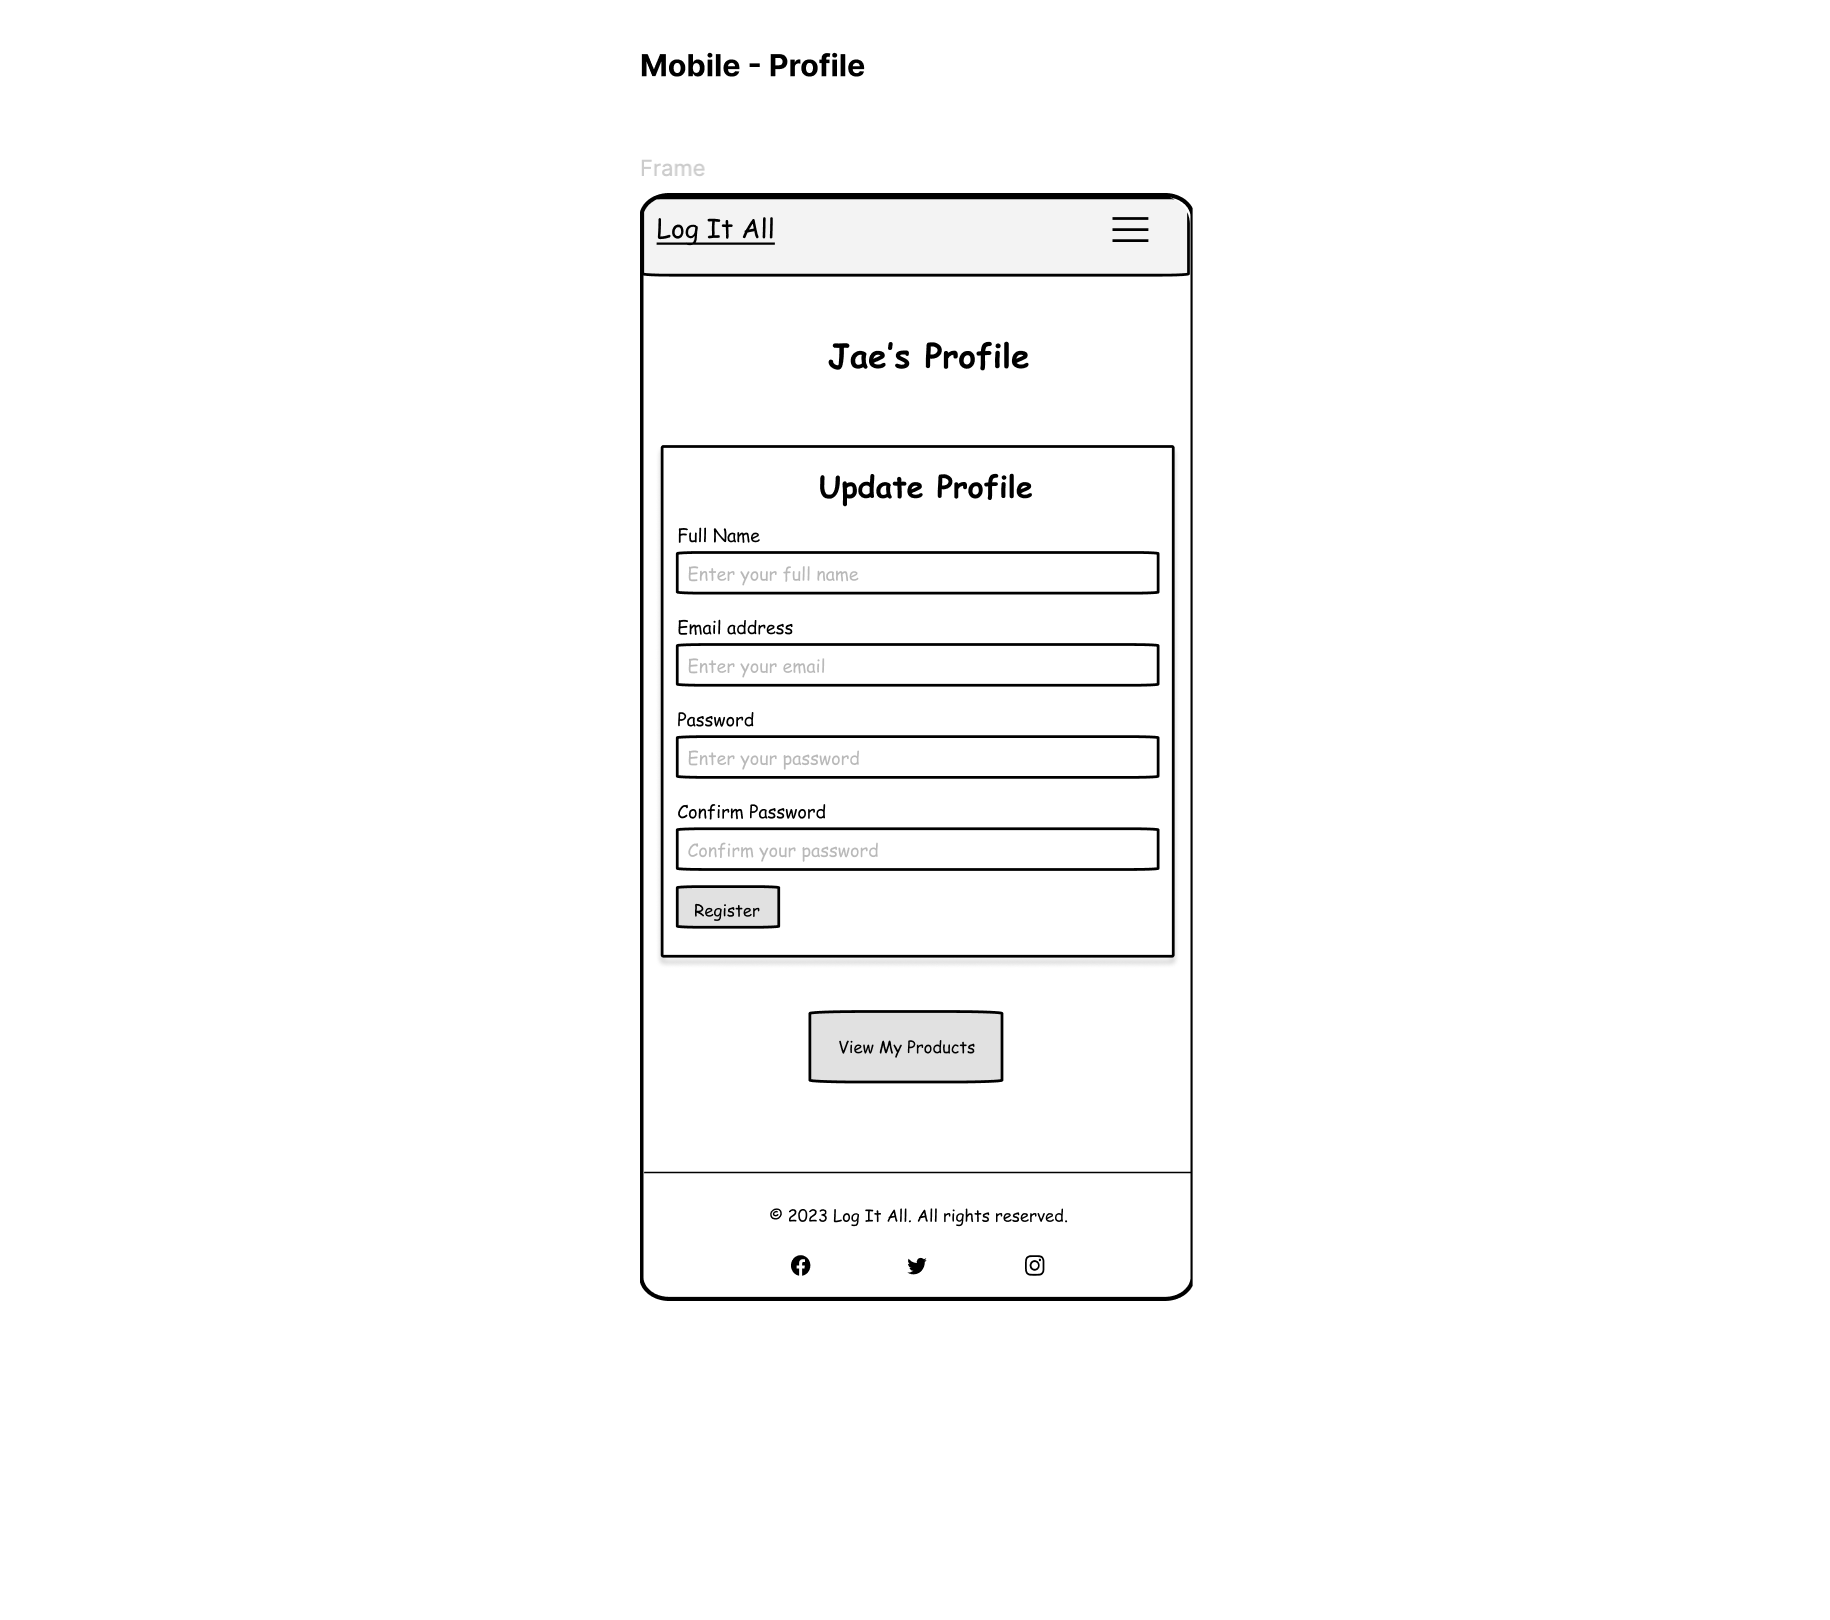 Mobile - Profile
Frame
Log It All
Jae's Profile
Update Profile
Full Name
Enter your full name
Email address
Enter your email
Password
Enter your password
Confirm Password
Confirm your password
Register
View My Products
© 2023 Log It All. All rights reserved.